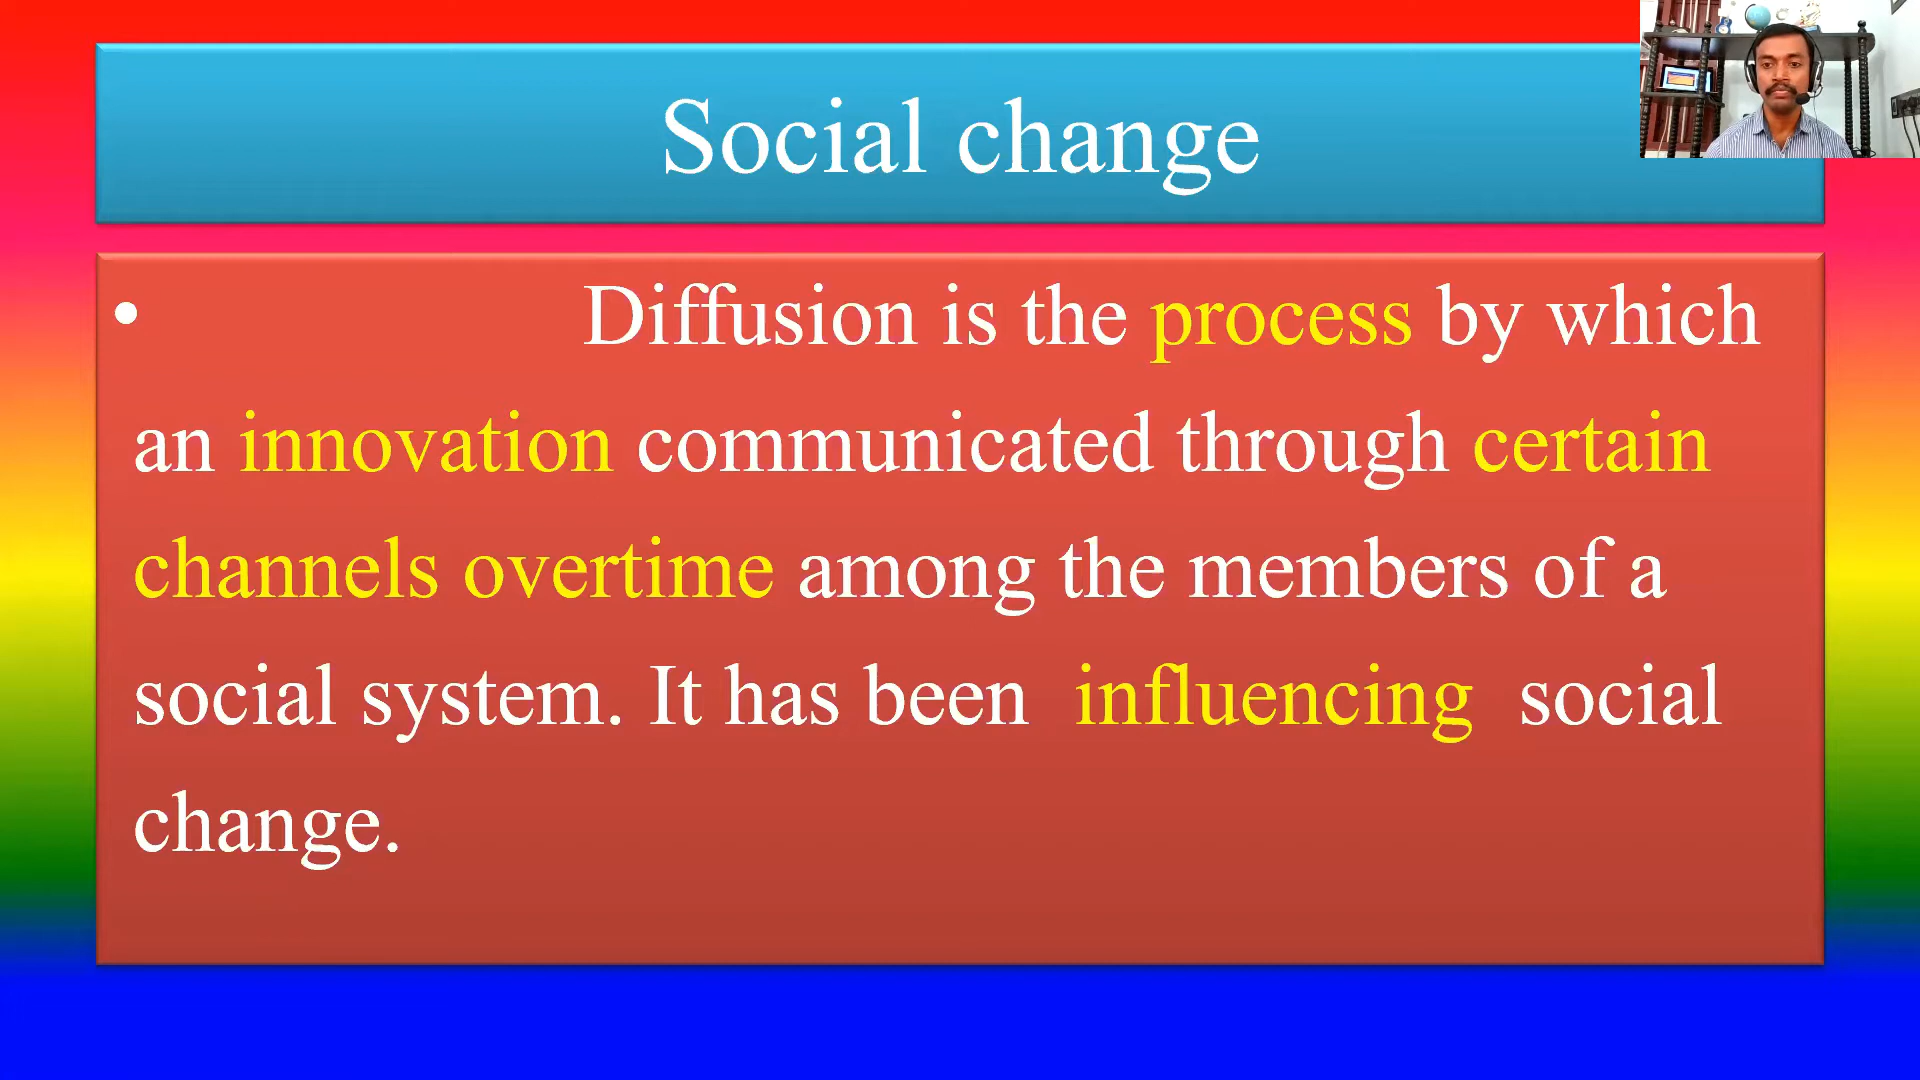 Social change
• Diffusion is the process by which
an innovation communicated through certain
channels overtime among the members of a
social system. It has been influencing social
change.